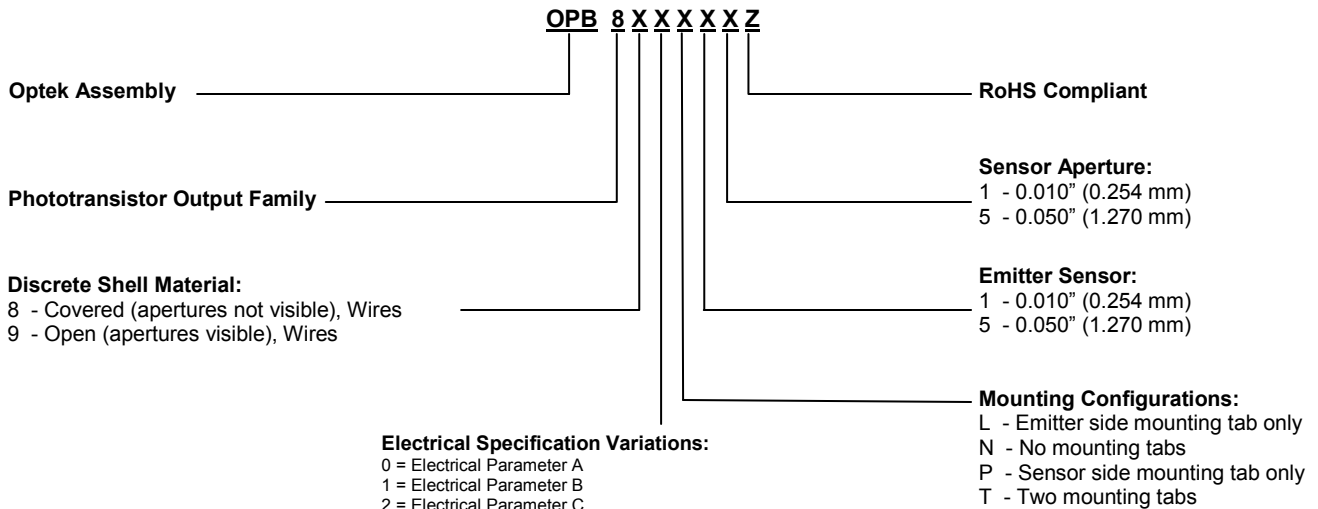 OPB 8 X X X X X Z
Optek Assembly
RoHS Compliant
Phototransistor Output Family
Sensor Aperture:
1 - 0.010” (0.254 mm)
5 - 0.050” (1.270 mm)
Discrete Shell Material:
8 - Covered (apertures not visible), Wires
9 - Open (apertures visible), Wires
Emitter Sensor:
1 - 0.010” (0.254 mm)
5 - 0.050” (1.270 mm)
Electrical Specification Variations:
0 = Electrical Parameter A
1 = Electrical Parameter B
2 = Electrical Parameter C
Mounting Configurations:
L - Emitter side mounting tab only
N - No mounting tabs
P - Sensor side mounting tab only
T - Two mounting tabs